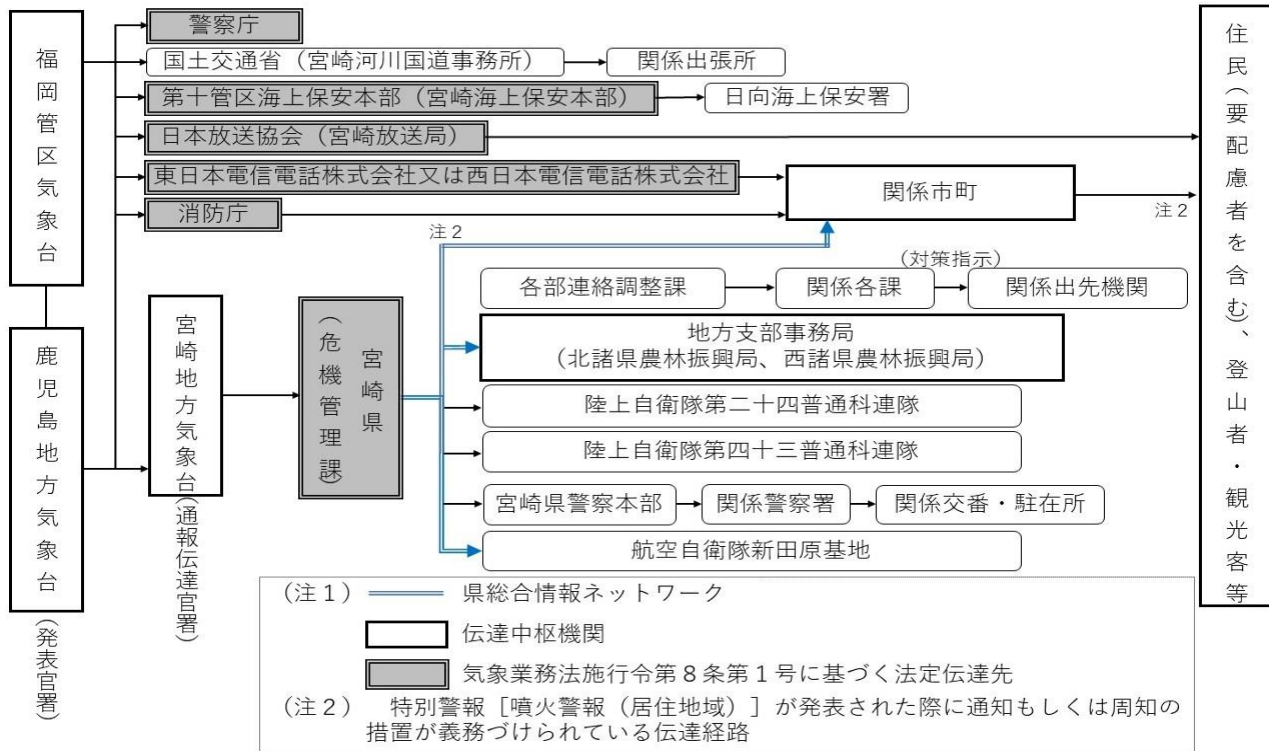 福岡管区気象台
鹿児島地方気象台
(発表官署)
警察庁
国土交通省（宮崎河川国道事務所）
関係出張所
第十管区海上保安本部（宮崎海上保安本部）
日向海上保安署
日本放送協会（宮崎放送局）
東日本電信電話株式会社又は西日本電信電話株式会社
消防庁
関係市町
注２
注２
宮崎地方気象台(通報伝達官署)
宮崎県
(危機管理課)
(対策指示)
各部連絡調整課
関係各課
関係出先機関
地方支部事務局
（北諸県農林振興局、西諸県農林振興局）
陸上自衛隊第二十四普通科連隊
陸上自衛隊第四十三普通科連隊
宮崎県警察本部
関係警察署
関係交番・駐在所
航空自衛隊新田原基地
住民(要配慮者を含む)、登山者・観光客等
（注１） 県総合情報ネットワーク
伝達中枢機関
気象業務法施行令第８条第１号に基づく法定伝達先
（注２） 特別警報［噴火警報（居住地域）］が発表された際に通知もしくは周知の
措置が義務づけられている伝達経路